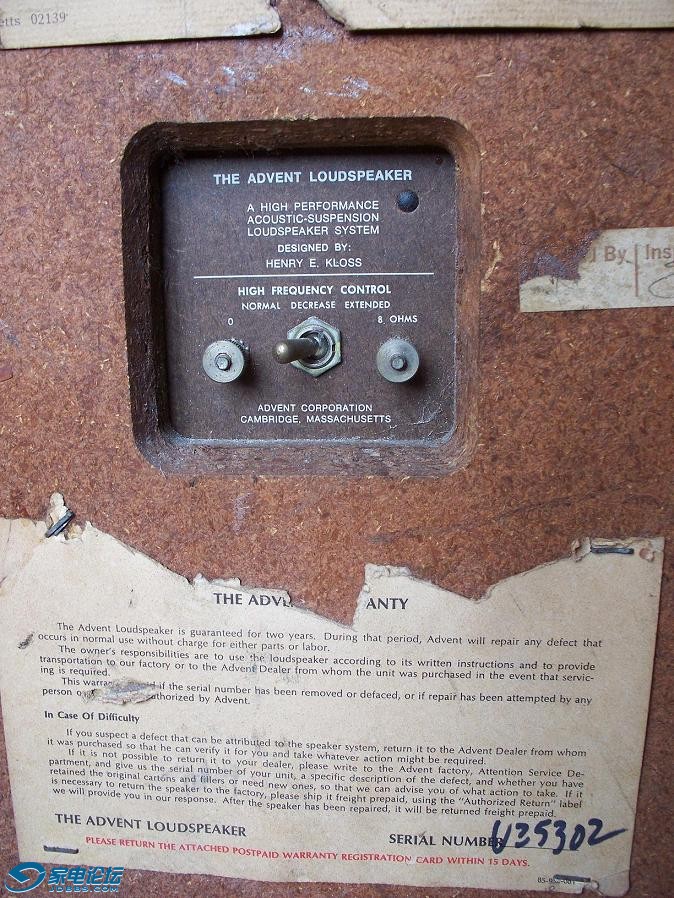 etts 02139
THE ADVENT LOUDSPEAKER
A HIGH PERFORMANCE
ACOUSTIC-SUSPENSION
LOUDSPEAKER SYSTEM
DESIGNED BY:
HENRY E. KLOSS
HIGH FREQUENCY CONTROL
NORMAL DECREASE EXTENDED
0 8 OHMS
ADVENT CORPORATION
CAMBRIDGE, MASSACHUSETTS
By Ins
THE ADVE ANTY
The Advent Loudspeaker is guaranteed for two years. During that period, Advent will repair any defect that
occurs in normal use without charge for either parts or labor.
The owner's responsibilities are to use the loudspeaker according to its written instructions and to provide
transportation to our factory or to the Advent Dealer from whom the unit was purchased in the event that servic-
ing is required.
This warra d if the serial number has been removed or defaced, or if repair has been attempted by any
person o uthorized by Advent.
In Case Of Difficulty
If you suspect a defect that can be attributed to the speaker system, return it to the Advent Dealer from whom
it was purchased so that he can verify it for you and take whatever action might be required.
If it is not possible to return it to your dealer, please write to the Advent factory, Attention Service De-
partment, and give us the serial number of your unit, a specific description of the defect, and whether you have
retained the original cartons and fillers or need new ones, so that we can advise you of what action to take. If it
is necessary to return the speaker to the factory, please ship it freight prepaid, using the "Authorized Return" label
we will provide you in our response. After the speaker has been repaired, it will be returned freight prepaid.
THE ADVENT LOUDSPEAKER
SERIAL NUMBER U35302
PLEASE RETURN THE ATTACHED POSTPAID WARRANTY REGISTRATION CARD WITHIN 15 DAYS.
家电论坛
JDBBS.COM